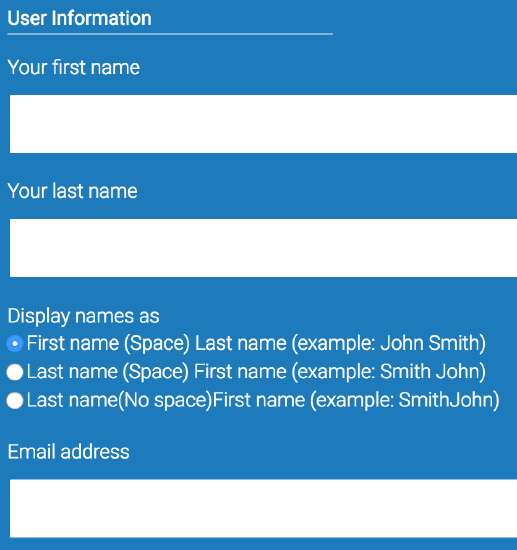 User Information
Your first name
Your last name
Display names as
First name (Space) Last name (example: John Smith)
Last name (Space) First name (example: Smith John)
Last name(No space)First name (example: SmithJohn)
Email address